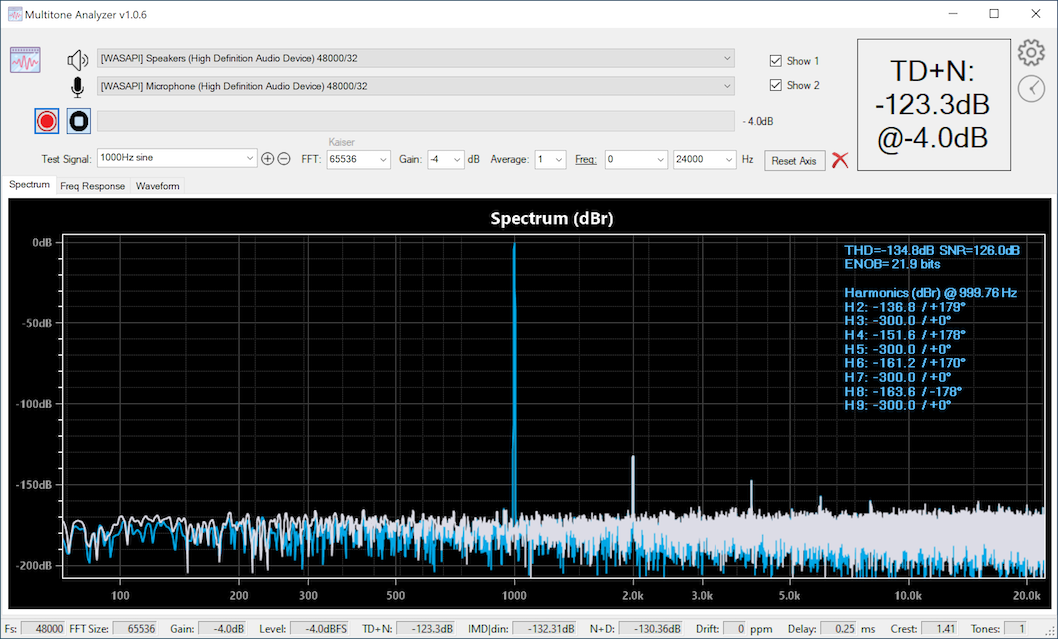 Multitone Analyzer v1.0.6
[WASAPI] Speakers (High Definition Audio Device) 48000/32
Show 1
[WASAPI] Microphone (High Definition Audio Device) 48000/32
Show 2
TD+N:
-123.3dB
@-4.0dB
- 4.0dB
Kaiser
Test Signal: 1000Hz sine FFT: 65536 Gain: -4 dB Average: 1 Freq: 0 24000 Hz Reset Axis
Spectrum Freq Response Waveform
Spectrum (dBr)
0dB
-50dB
-100dB
-150dB
-200dB
THD=-134.8dB SNR=126.0dB
ENOB=21.9 bits
Harmonics (dBr) @ 999.76 Hz
H2: -136.8 / +179°
H3: -300.0 / +0°
H4: -151.6 / +178°
H5: -300.0 / +0°
H6: -161.2 / +170°
H7: -300.0 / +0°
H8: -163.6 / -178°
H9: -300.0 / +0°
100 200 300 500 1000 2.0k 3.0k 5.0k 10.0k 20.0k
Fs: 48000 FFT Size: 65536 Gain: -4.0dB Level: -4.0dBFS TD+N: -123.3dB IMD|din: -132.31dB N+D: -130.36dB Drift: 0 ppm Delay: 0.25 ms Crest: 1.41 Tones: 1